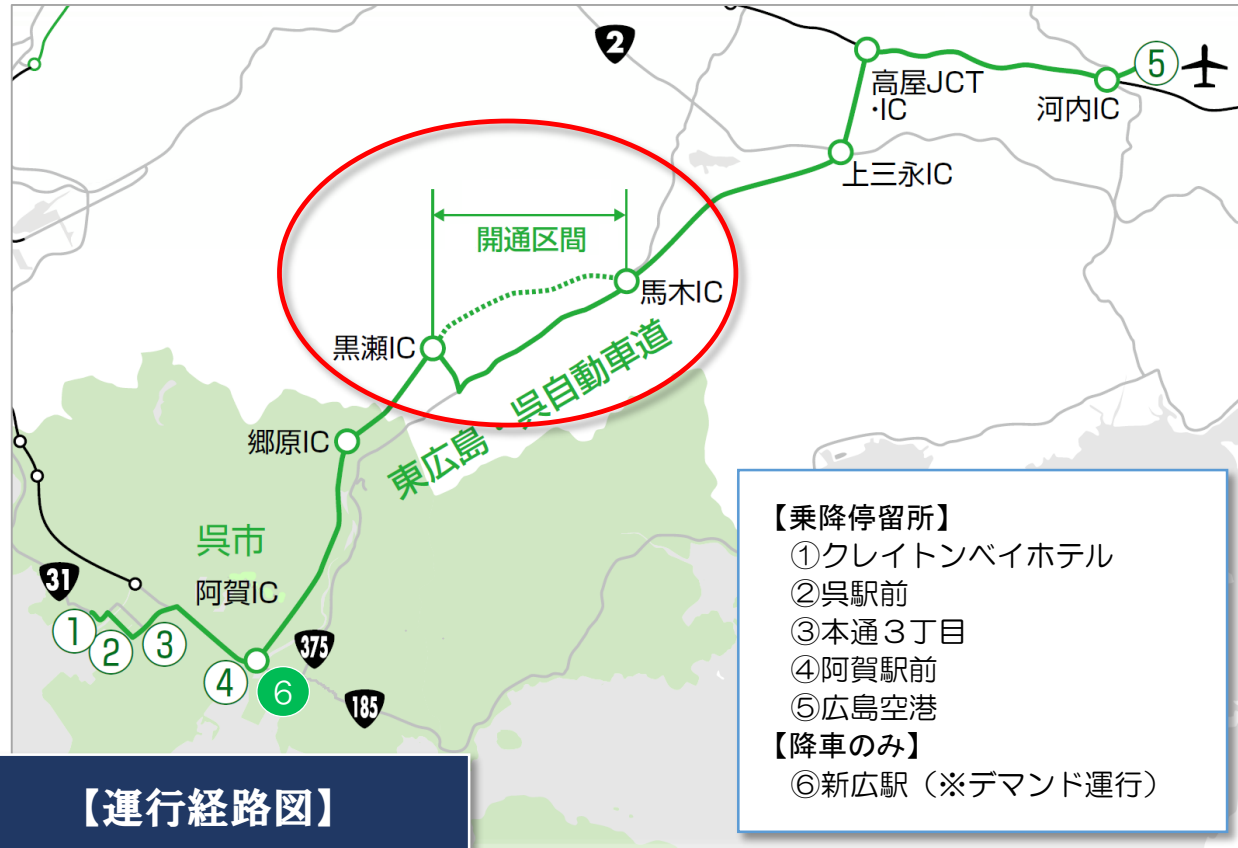 2
⑤
高屋JCT
・IC
河内IC
上三永IC
開通区間
馬木IC
黒瀬IC
東広島・呉自動車道
郷原IC
呉市
阿賀IC
31
①
②
③
④
⑥
375
185
【乗降停留所】
①クレイトンベイホテル
②呉駅前
③本通３丁目
④阿賀駅前
⑤広島空港
【降車のみ】
⑥新広駅（※デマンド運行）
【運行経路図】